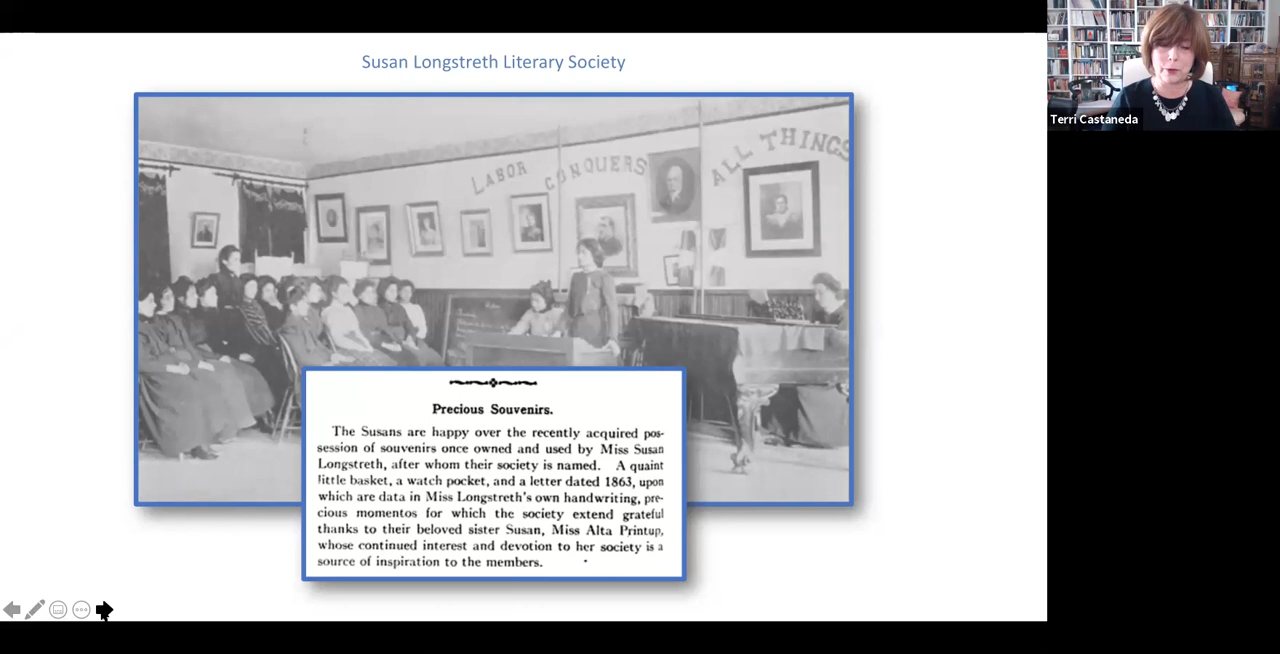 Susan Longstreth Literary Society
LABOR CONQUERS ALL THINGS
Precious Souvenirs.
The Susans are happy over the recently acquired pos-
session of souvenirs once owned and used by Miss Susan
Longstreth, after whom their society is named. A quaint
little basket, a watch pocket, and a letter dated 1863, upon
which are data in Miss Longstreth's own handwriting, pre-
cious momentos for which the society extend grateful
thanks to their beloved sister Susan, Miss Alta Printup,
whose continued interest and devotion to her society is a
source of inspiration to the members.
Terri Castaneda